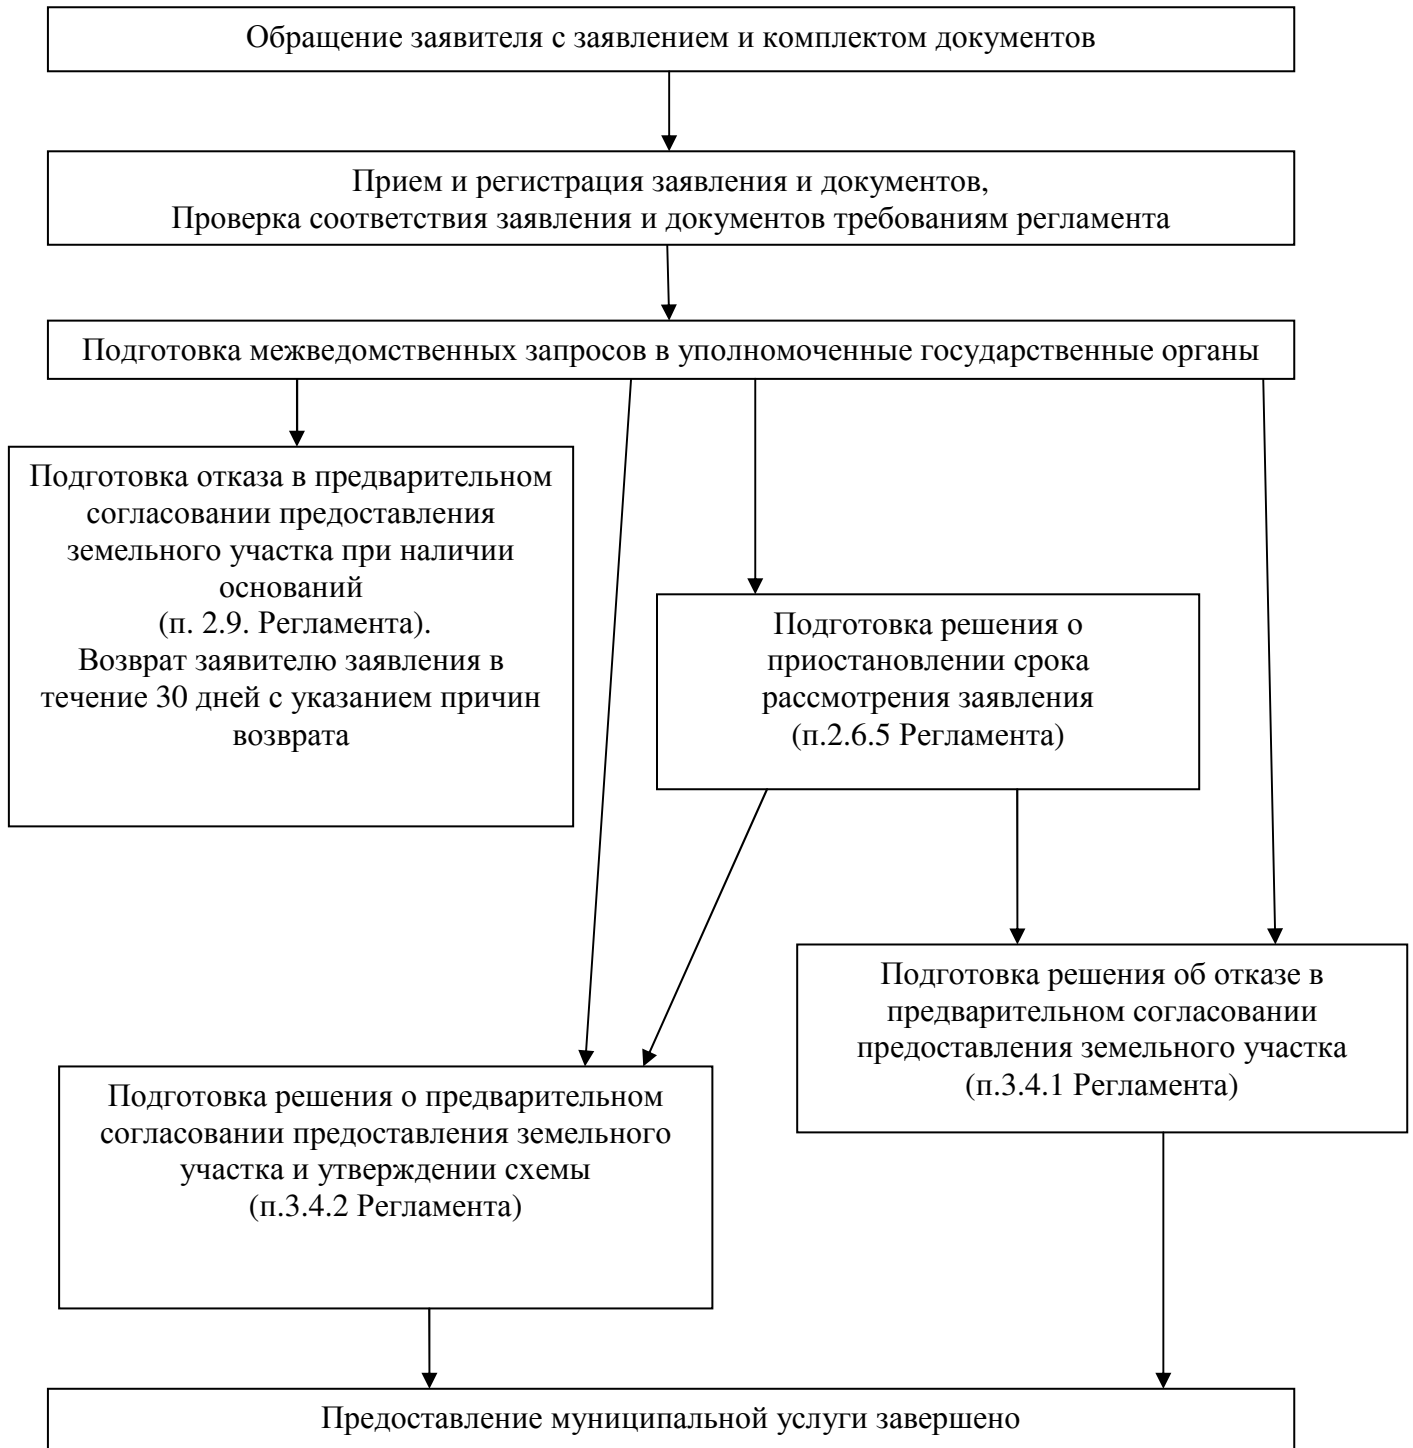 Обращение заявителя с заявлением и комплектом документов
Прием и регистрация заявления и документов,
Проверка соответствия заявления и документов требованиям регламента
Подготовка межведомственных запросов в уполномоченные государственные органы
Подготовка отказа в предварительном
согласовании предоставления
земельного участка при наличии
оснований
(п. 2.9. Регламента).
Возврат заявителю заявления в
течение 30 дней с указанием причин
возврата
Подготовка решения о
приостановлении срока
рассмотрения заявления
(п.2.6.5 Регламента)
Подготовка решения об отказе в
предварительном согласовании
предоставления земельного участка
(п.3.4.1 Регламента)
Подготовка решения о предварительном
согласовании предоставления земельного
участка и утверждении схемы
(п.3.4.2 Регламента)
Предоставление муниципальной услуги завершено